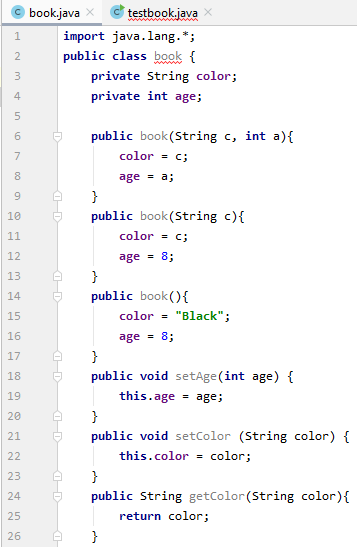 book.java × testbook.java ×
1 import java.lang.*;
2 public class book {
3     private String color;
4     private int age;
5
6     public book(String c, int a){
7         color = c;
8         age = a;
9     }
10     public book(String c){
11         color = c;
12         age = 8;
13     }
14     public book(){
15         color = "Black";
16         age = 8;
17     }
18     public void setAge(int age) {
19         this.age = age;
20     }
21     public void setColor (String color) {
22         this.color = color;
23     }
24     public String getColor(String color){
25         return color;
26     }